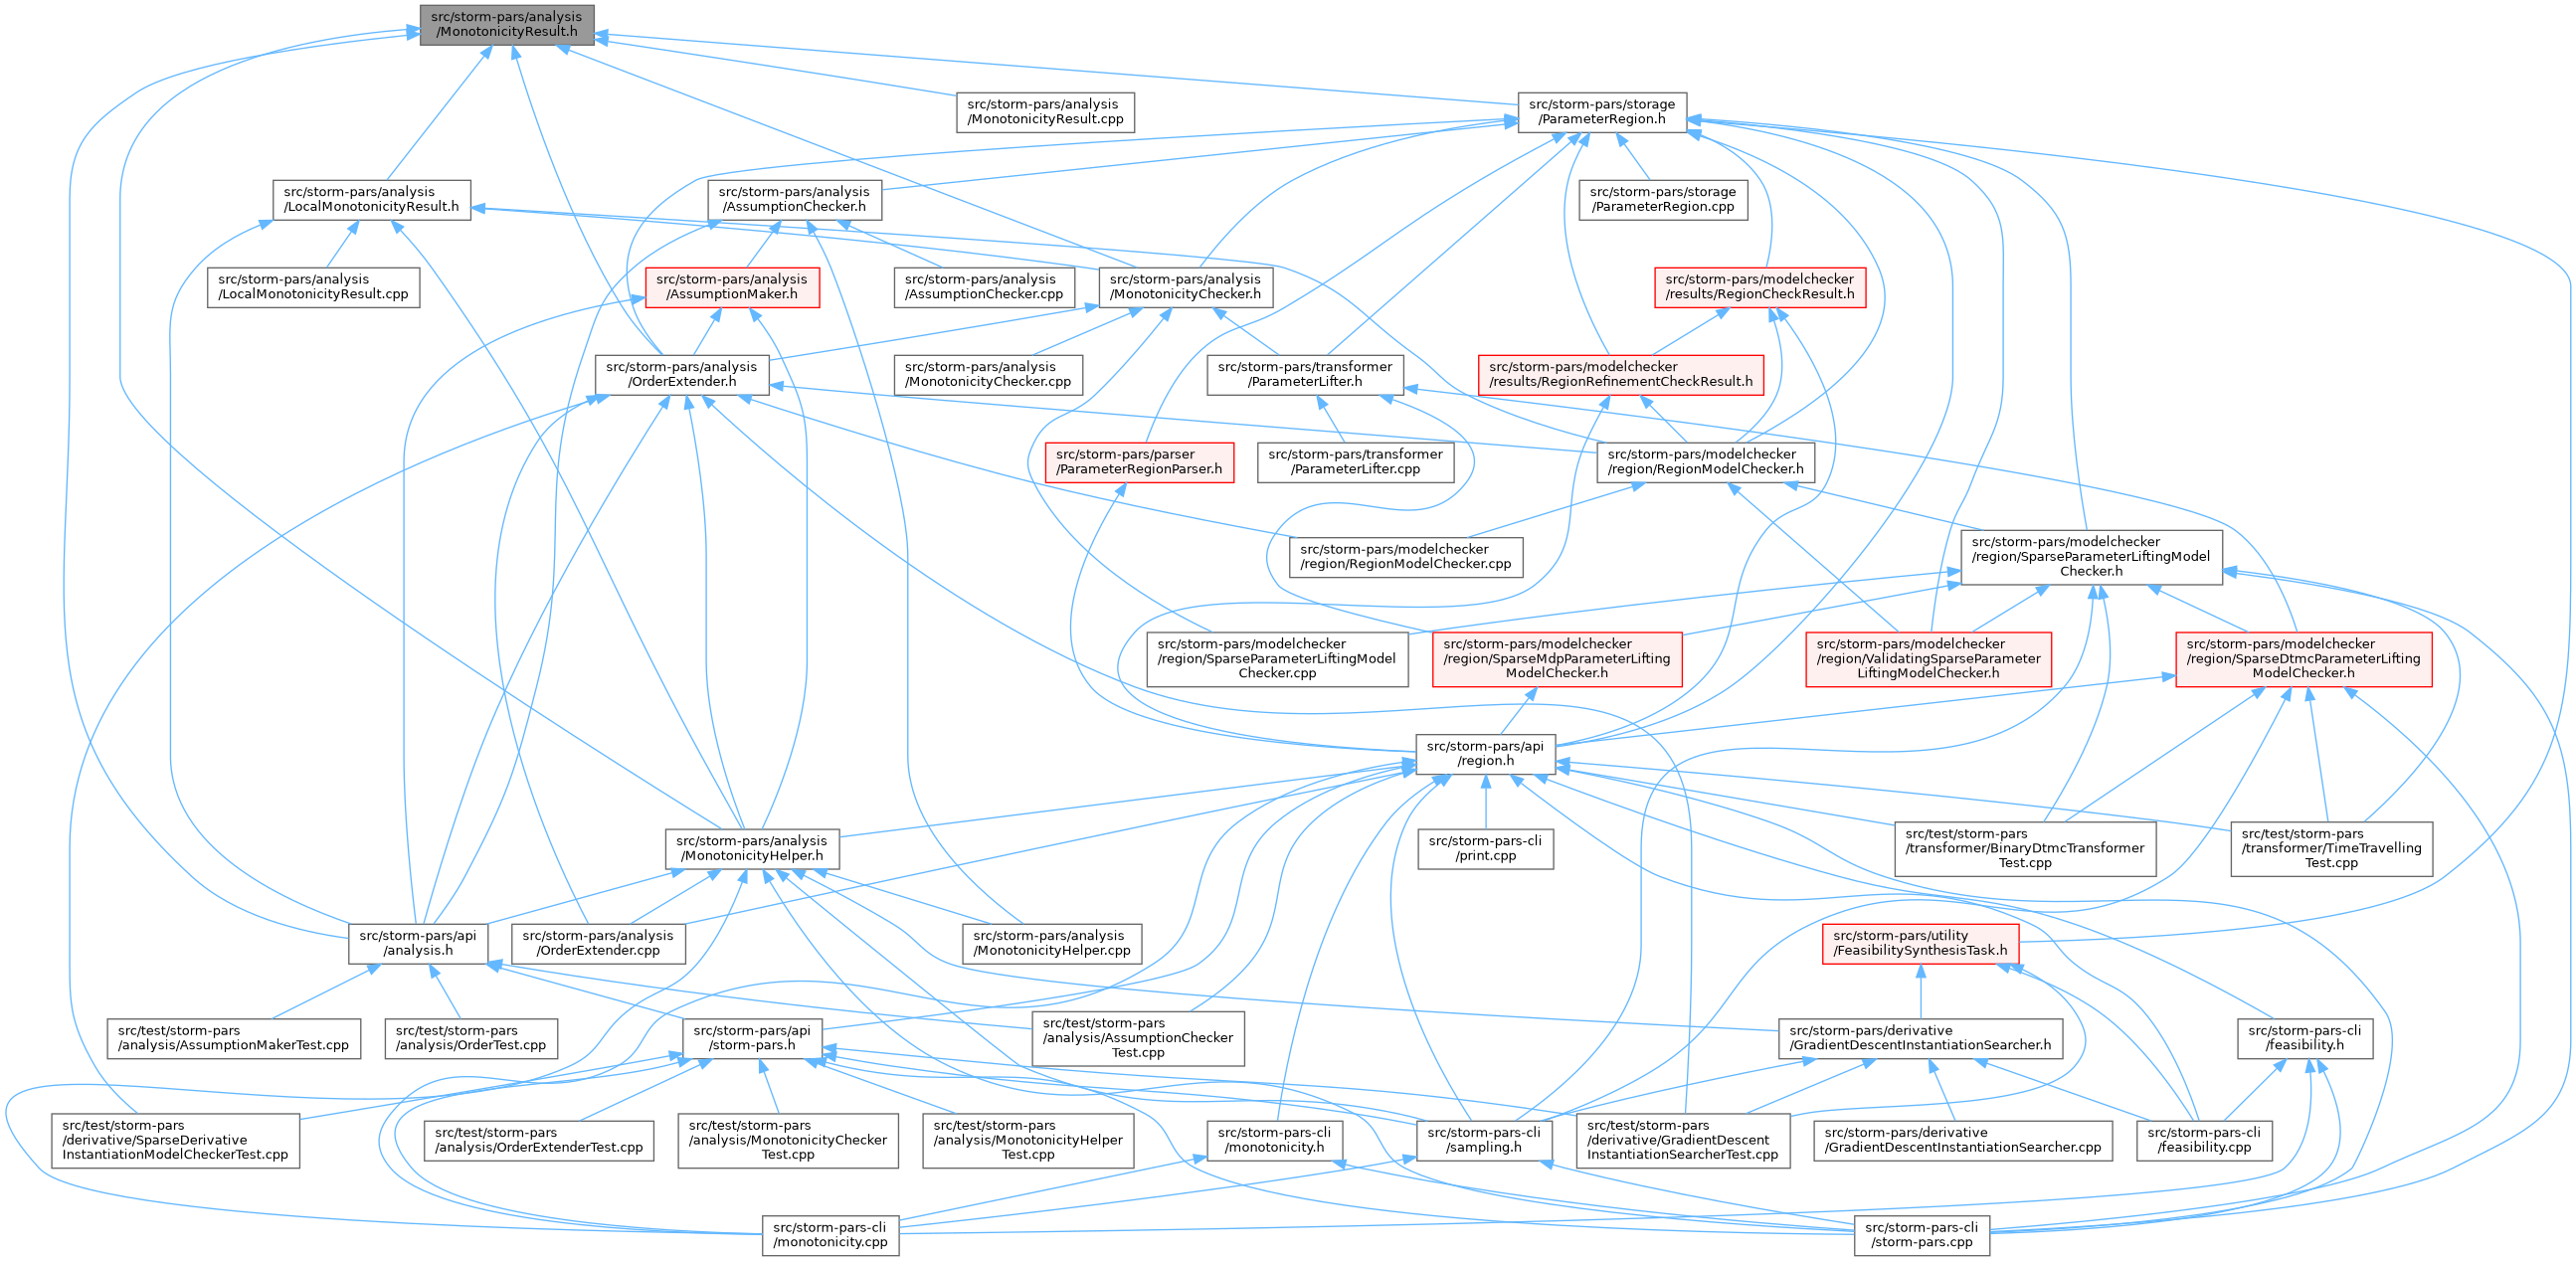 src/storm-pars/analysis
/MonotonicityResult.h
src/storm-pars/analysis
/MonotonicityResult.cpp
src/storm-pars/storage
/ParameterRegion.h
src/storm-pars/analysis
/LocalMonotonicityResult.h
src/storm-pars/analysis
/AssumptionChecker.h
src/storm-pars/storage
/ParameterRegion.cpp
src/storm-pars/analysis
/LocalMonotonicityResult.cpp
src/storm-pars/analysis
/AssumptionMaker.h
src/storm-pars/analysis
/AssumptionChecker.cpp
src/storm-pars/analysis
/MonotonicityChecker.h
src/storm-pars/modelchecker
/results/RegionCheckResult.h
src/storm-pars/analysis
/OrderExtender.h
src/storm-pars/analysis
/MonotonicityChecker.cpp
src/storm-pars/transformer
/ParameterLifter.h
src/storm-pars/modelchecker
/results/RegionRefinementCheckResult.h
src/storm-pars/parser
/ParameterRegionParser.h
src/storm-pars/transformer
/ParameterLifter.cpp
src/storm-pars/modelchecker
/region/RegionModelChecker.h
src/storm-pars/modelchecker
/region/RegionModelChecker.cpp
src/storm-pars/modelchecker
/region/SparseParameterLiftingModel
Checker.h
src/storm-pars/modelchecker
/region/SparseParameterLiftingModel
Checker.cpp
src/storm-pars/modelchecker
/region/SparseMdpParameterLifting
ModelChecker.h
src/storm-pars/modelchecker
/region/ValidatingSparseParameter
LiftingModelChecker.h
src/storm-pars/modelchecker
/region/SparseDtmcParameterLifting
ModelChecker.h
src/storm-pars/api
/region.h
src/storm-pars/analysis
/MonotonicityHelper.h
src/storm-pars-cli
/print.cpp
src/test/storm-pars
/transformer/BinaryDtmcTransformer
Test.cpp
src/test/storm-pars
/transformer/TimeTravelling
Test.cpp
src/storm-pars/api
/analysis.h
src/storm-pars/analysis
/OrderExtender.cpp
src/storm-pars/analysis
/MonotonicityHelper.cpp
src/storm-pars/utility
/FeasibilitySynthesisTask.h
src/test/storm-pars
/analysis/AssumptionMakerTest.cpp
src/test/storm-pars
/analysis/OrderTest.cpp
src/storm-pars/api
/storm-pars.h
src/test/storm-pars
/analysis/AssumptionChecker
Test.cpp
src/storm-pars/derivative
/GradientDescentInstantiationSearcher.h
src/storm-pars-cli
/feasibility.h
src/test/storm-pars
/derivative/SparseDerivative
InstantiationModelCheckerTest.cpp
src/test/storm-pars
/analysis/OrderExtenderTest.cpp
src/test/storm-pars
/analysis/MonotonicityChecker
Test.cpp
src/test/storm-pars
/analysis/MonotonicityHelper
Test.cpp
src/storm-pars-cli
/monotonicity.h
src/storm-pars-cli
/sampling.h
src/test/storm-pars
/derivative/GradientDescent
InstantiationSearcherTest.cpp
src/storm-pars/derivative
/GradientDescentInstantiationSearcher.cpp
src/storm-pars-cli
/feasibility.cpp
src/storm-pars-cli
/monotonicity.cpp
src/storm-pars-cli
/storm-pars.cpp